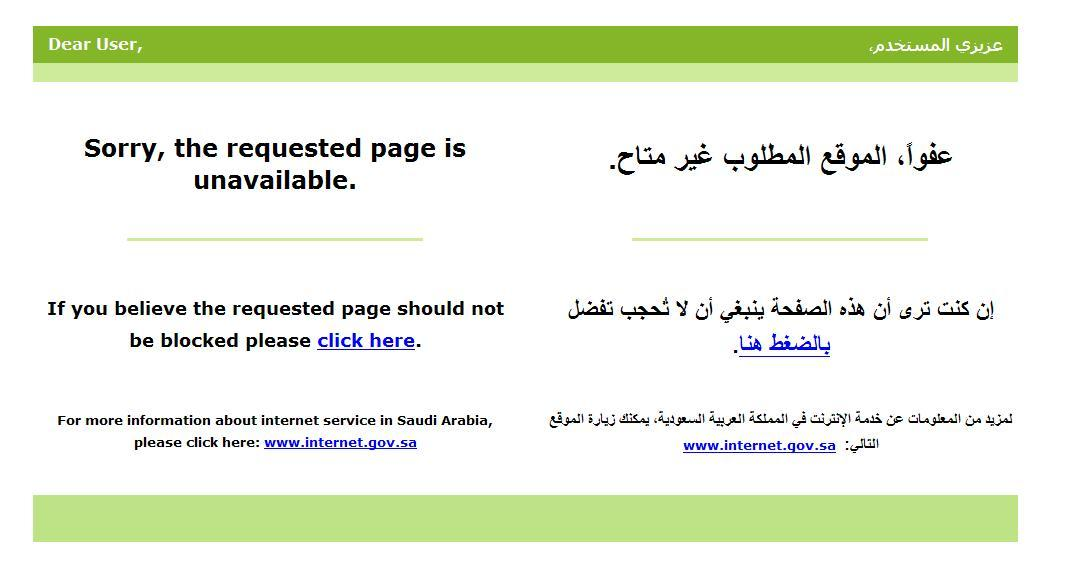 Dear User,
عزيزي المستخدم،
Sorry, the requested page is
unavailable.
عفواً، الموقع المطلوب غير متاح.
If you believe the requested page should not
be blocked please click here.
إن كنت ترى أن هذه الصفحة ينبغي أن لا تُحجب تفضل
بالضغط هنا.
For more information about internet service in Saudi Arabia,
please click here: www.internet.gov.sa
لمزيد من المعلومات عن خدمة الإنترنت في المملكة العربية السعودية، يمكنك زيارة الموقع
التالي: www.internet.gov.sa